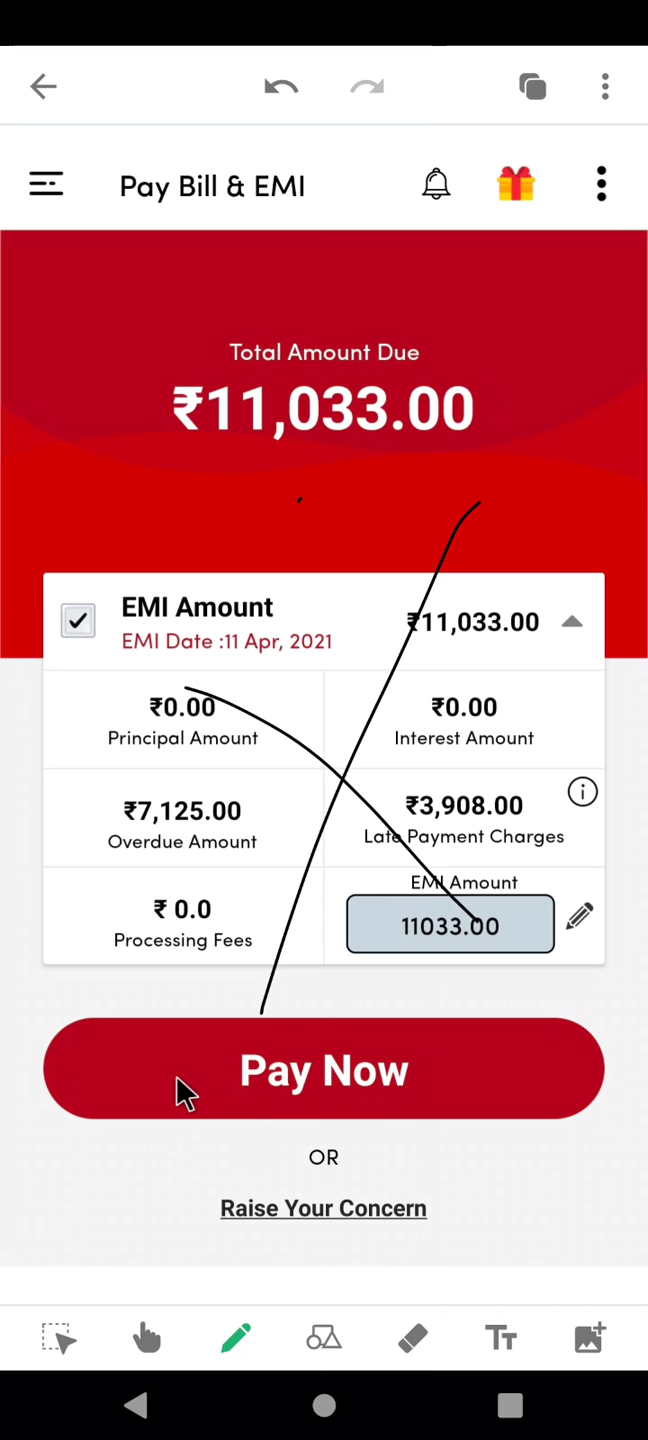 Pay Bill & EMI
Total Amount Due
₹11,033.00
EMI Amount
₹11,033.00
EMI Date :11 Apr, 2021
₹0.00
₹0.00
Principal Amount
Interest Amount
₹7,125.00
₹3,908.00
Overdue Amount
Late Payment Charges
EMI Amount
₹ 0.0
11033.00
Processing Fees
Pay Now
OR
Raise Your Concern
TT